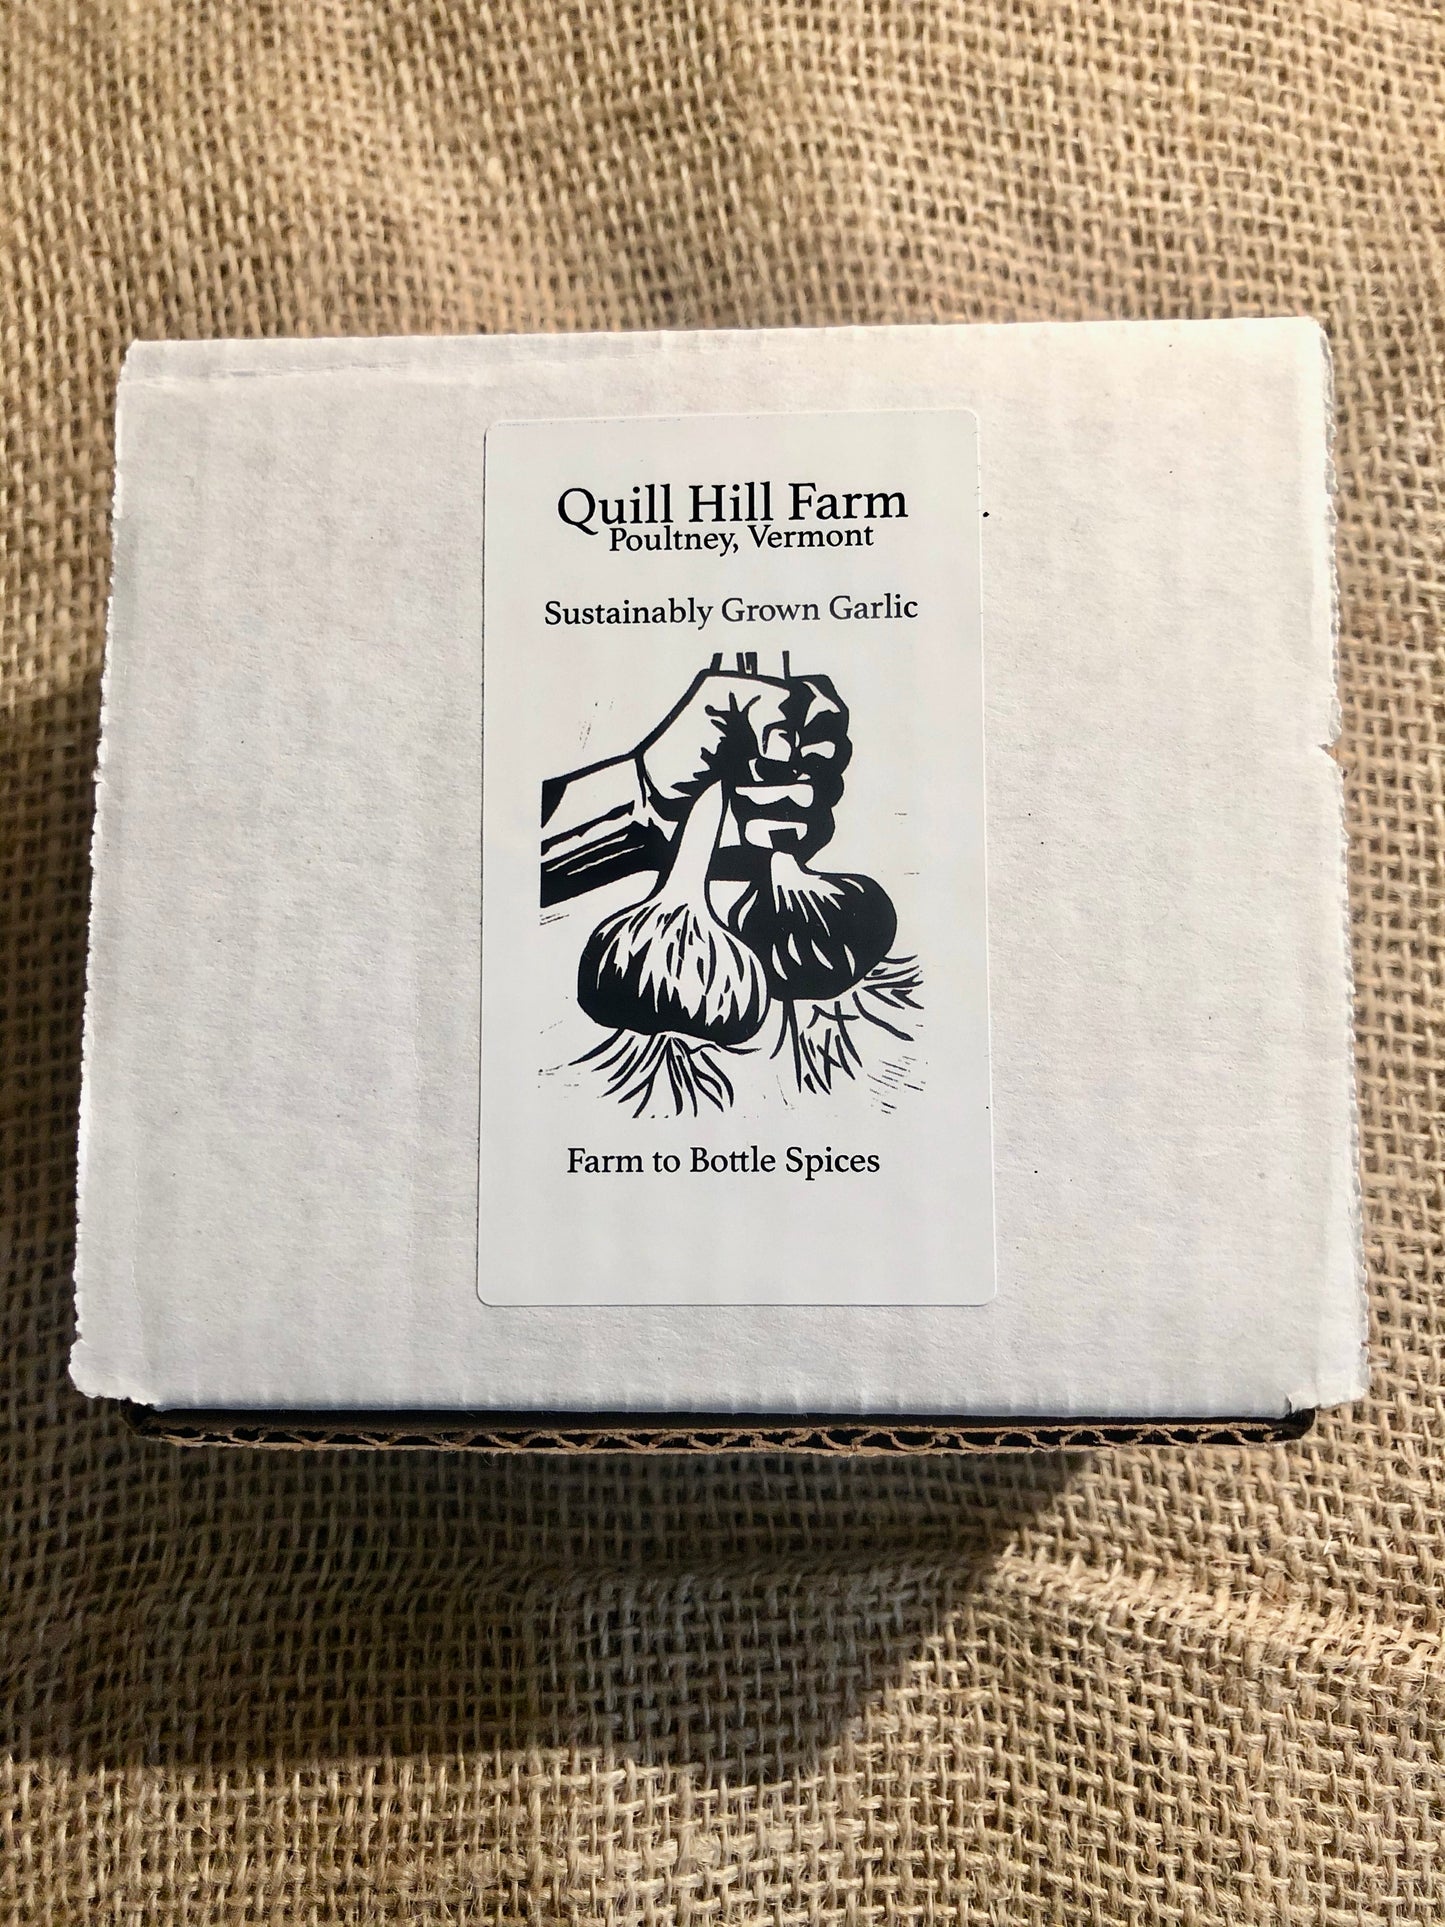 Quill Hill Farm
Poultney, Vermont
Sustainably Grown Garlic
Farm to Bottle Spices